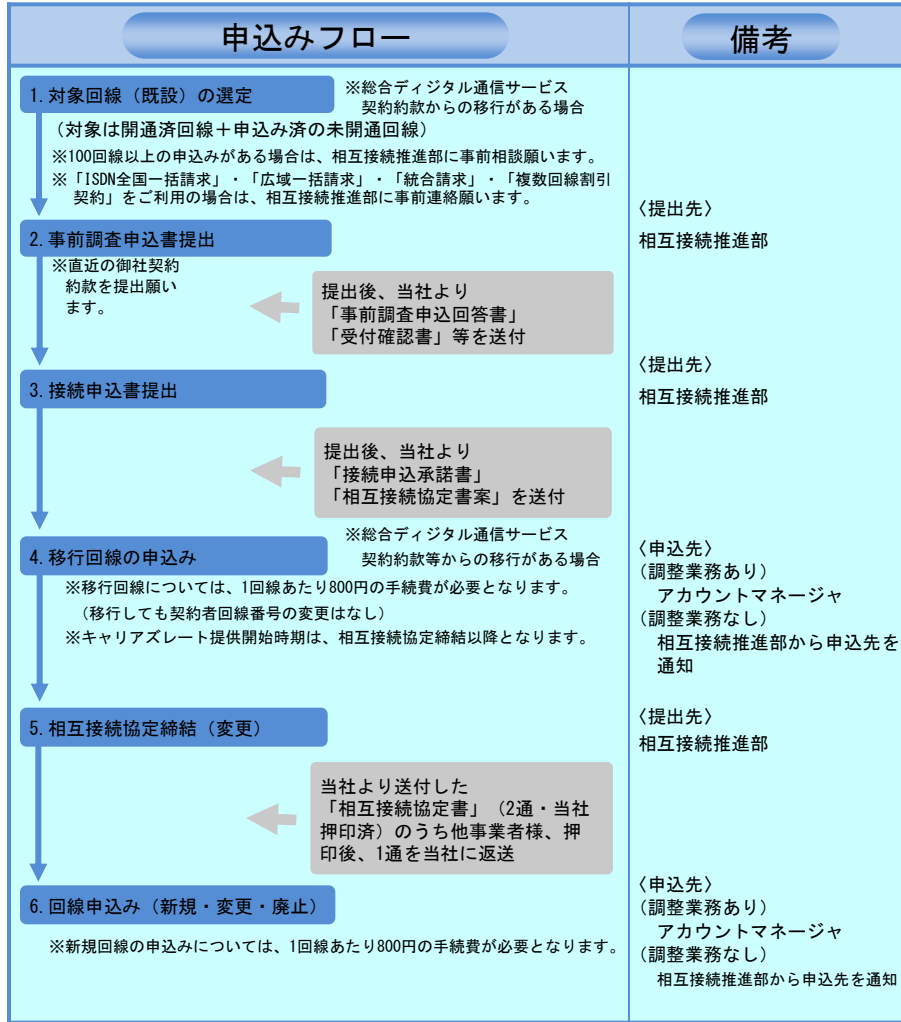 申込みフロー
備考
1.対象回線（既設）の選定
※総合ディジタル通信サービス
契約約款からの移行がある場合
（対象は開通済回線＋申込み済の未開通回線）
※100回線以上の申込みがある場合は、相互接続推進部に事前相談願います。
※「ISDN全国一括請求」・「広域一括請求」・「統合請求」・「複数回線割引
契約」をご利用の場合は、相互接続推進部に事前連絡願います。
〈提出先〉
相互接続推進部
2.事前調査申込書提出
※直近の御社契約
約款を提出願い
ます。
提出後、当社より
「事前調査申込回答書」
「受付確認書」等を送付
〈提出先〉
相互接続推進部
3.接続申込書提出
提出後、当社より
「接続申込承諾書」
「相互接続協定書案」を送付
※総合ディジタル通信サービス
契約約款等からの移行がある場合
4.移行回線の申込み
※移行回線については、1回線あたり800円の手続費が必要となります。
（移行しても契約者回線番号の変更はなし）
※キャリアズレート提供開始時期は、相互接続協定締結以降となります。
〈申込先〉
(調整業務あり)
アカウントマネージャ
(調整業務なし)
相互接続推進部から申込先を
通知
5.相互接続協定締結（変更）
〈提出先〉
相互接続推進部
当社より送付した
「相互接続協定書」（2通・当社
押印済）のうち他事業者様、押
印後、1通を当社に返送
6.回線申込み（新規・変更・廃止）
※新規回線の申込みについては、1回線あたり800円の手続費が必要となります。
〈申込先〉
(調整業務あり)
アカウントマネージャ
(調整業務なし)
相互接続推進部から申込先を通知